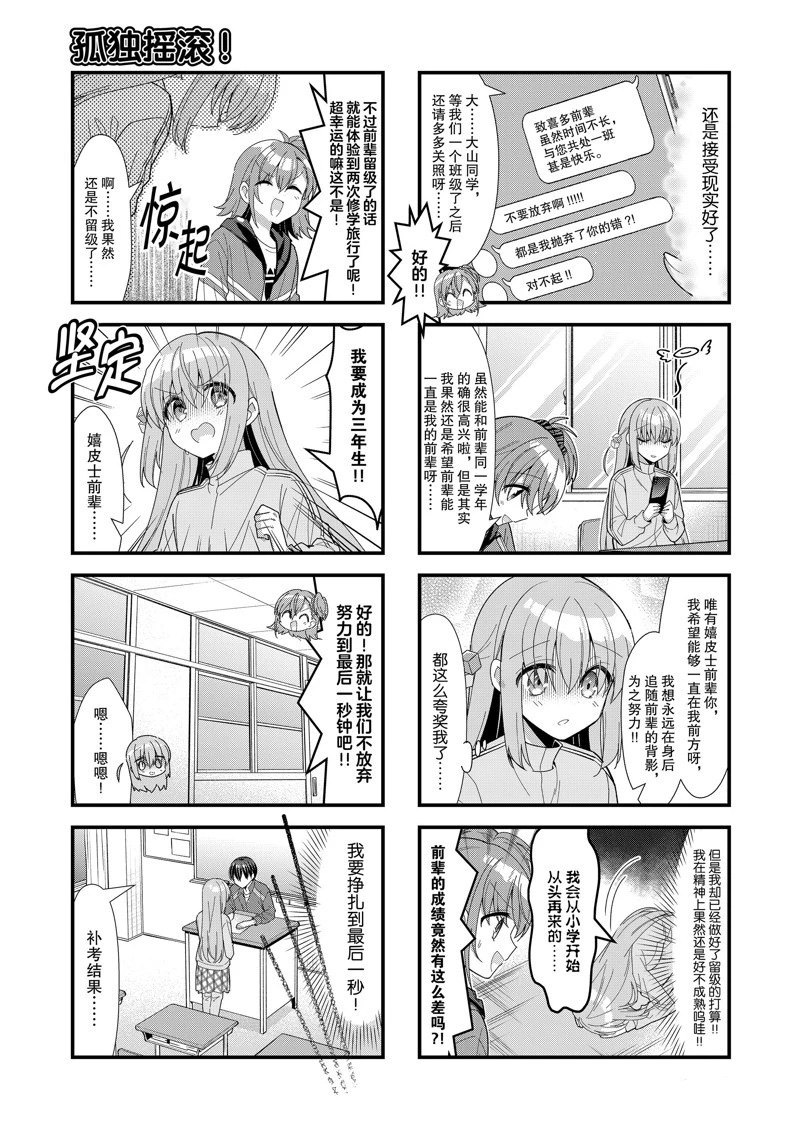 孤独摇滚！
还是接受现实好了……
致喜多前辈
虽然时间不长，
与您共处一班
甚是快乐。
不要放弃啊!!!!!
都是我抛弃了你的错?!
对不起!!
大……大山同学，
等我们一个班级了之后
还请多多关照呀……
好的!!
虽然能和前辈同一学年
的确很高兴啦，但是其实
我果然还是希望前辈能
一直是我的前辈呀……
唯有嬉皮士前辈你，
我希望能够一直在我前方呀，
我想永远在身后
追随前辈的背影，
为之努力!!
都这么夸奖我了……
但是我却已经做好了留级的打算!!
我在精神上果然还是好不成熟呜哇!!
我会从小学开始
从头再来的……
前辈的成绩竟然有这么差吗?!
不过前辈留级了的话
就能体验到两次修学旅行了呢！
超幸运的嘛这不是！
惊起
啊……我果然
还是不留级了……
我要成为三年生!!
坚定
嬉皮士前辈……
好的！那就让我们不放弃
努力到最后一秒钟吧!!
嗯……嗯嗯！
我要挣扎到最后一秒！
补考结果……